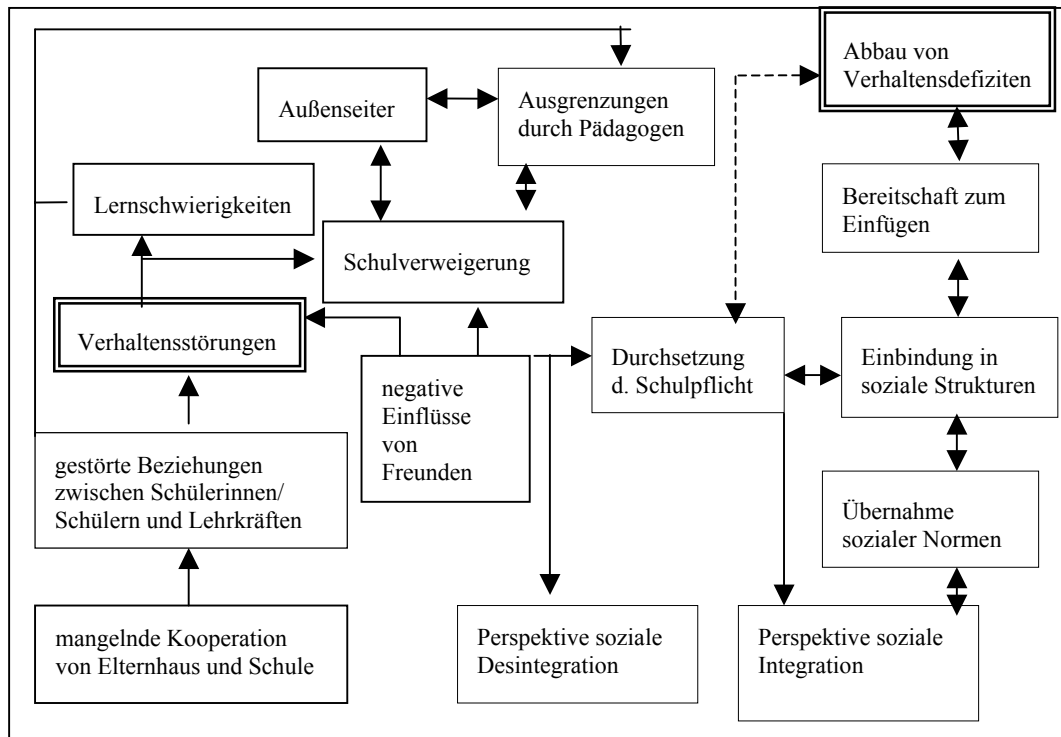 Abbau von
Verhaltensdefiziten
Außenseiter
Ausgrenzungen
durch Pädagogen
Lernschwierigkeiten
Bereitschaft zum
Einfügen
Schulverweigerung
Verhaltensstörungen
negative
Einflüsse
von
Freunden
Durchsetzung
d. Schulpflicht
Einbindung in
soziale Strukturen
gestörte Beziehungen
zwischen Schülerinnen/
Schülern und Lehrkräften
Übernahme
sozialer Normen
mangelnde Kooperation
von Elternhaus und Schule
Perspektive soziale
Desintegration
Perspektive soziale
Integration